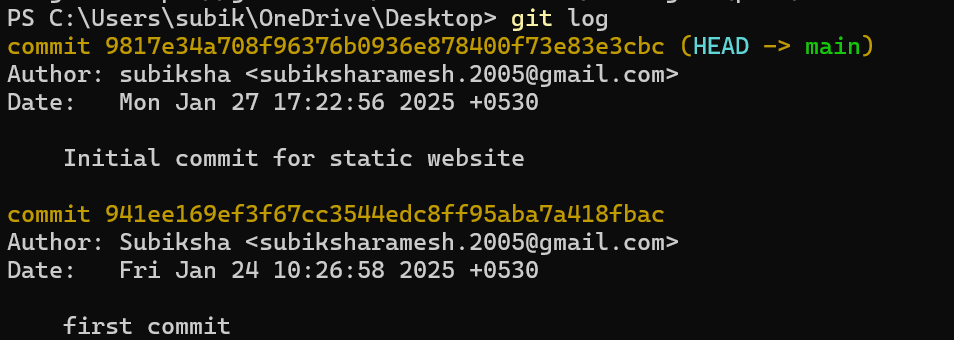 PS C:\Users\subik\OneDrive\Desktop> git log
commit 9817e34a708f96376b0936e878400f73e83e3cbc (HEAD -> main)
Author: subiksha <subiksharamesh.2005@gmail.com>
Date:   Mon Jan 27 17:22:56 2025 +0530
Initial commit for static website
commit 941ee169ef3f67cc3544edc8ff95aba7a418fbac
Author: Subiksha <subiksharamesh.2005@gmail.com>
Date:   Fri Jan 24 10:26:58 2025 +0530
first commit